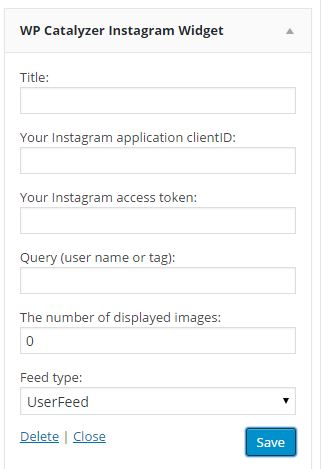 WP Catalyzer Instagram Widget
Title:
Your Instagram application clientID:
Your Instagram access token:
Query (user name or tag):
The number of displayed images:
0
Feed type:
UserFeed
Delete | Close
Save